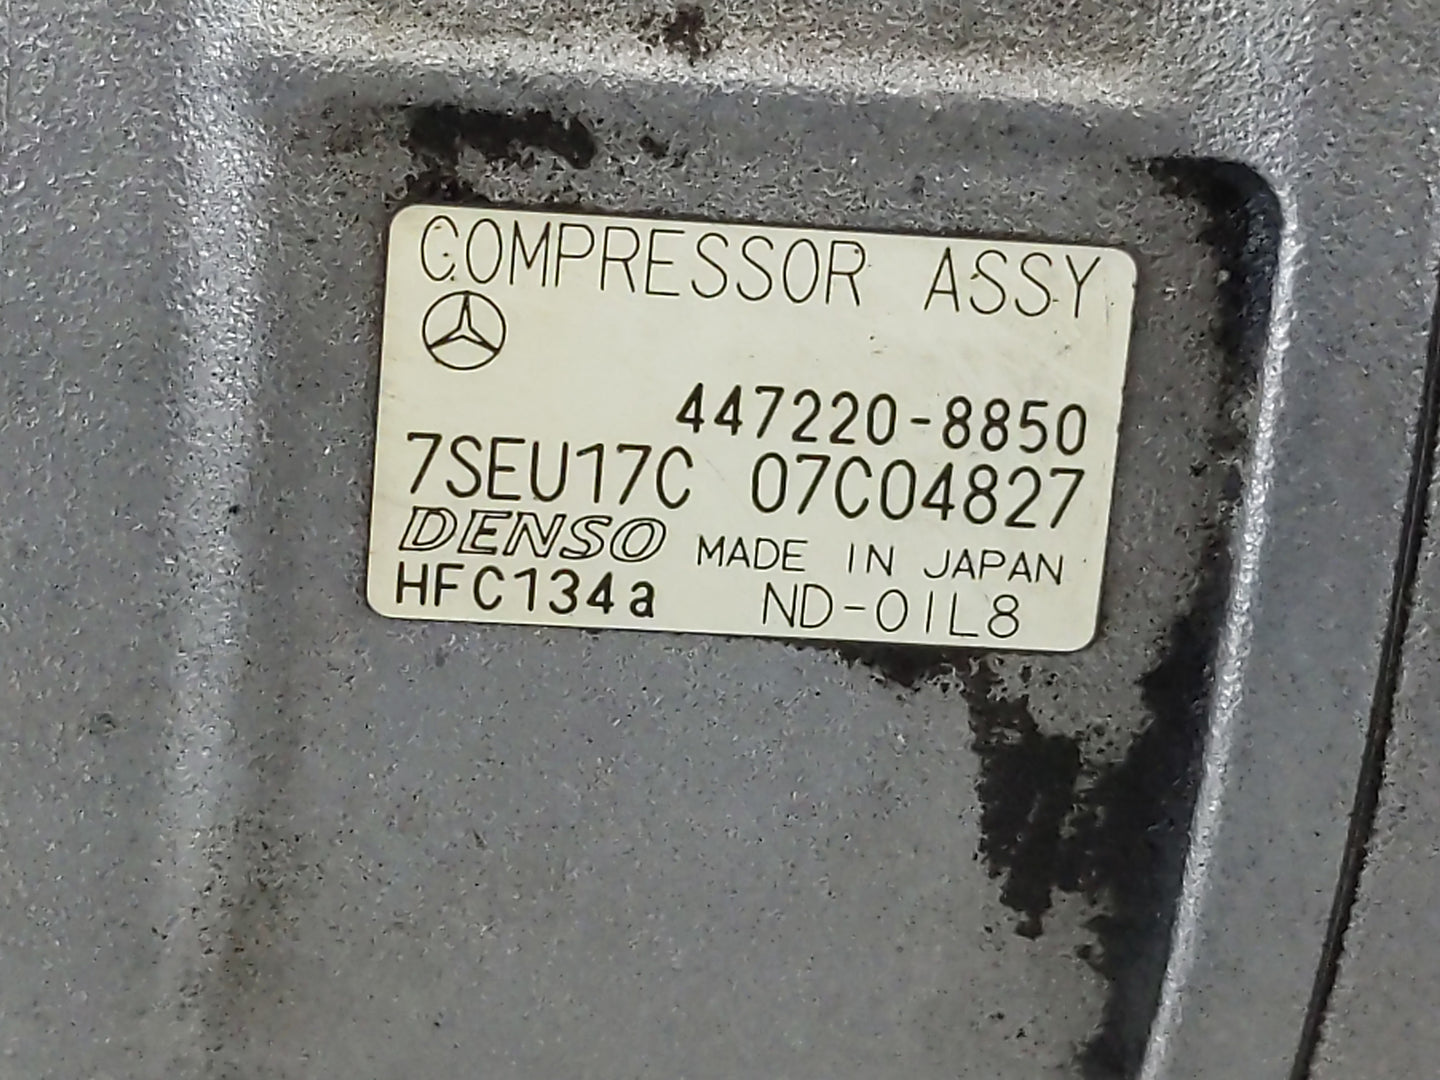 COMPRESSOR ASSY
447220-8850
7SEU17C 07C04827
DENSO MADE IN JAPAN
HFC134a ND-OIL8